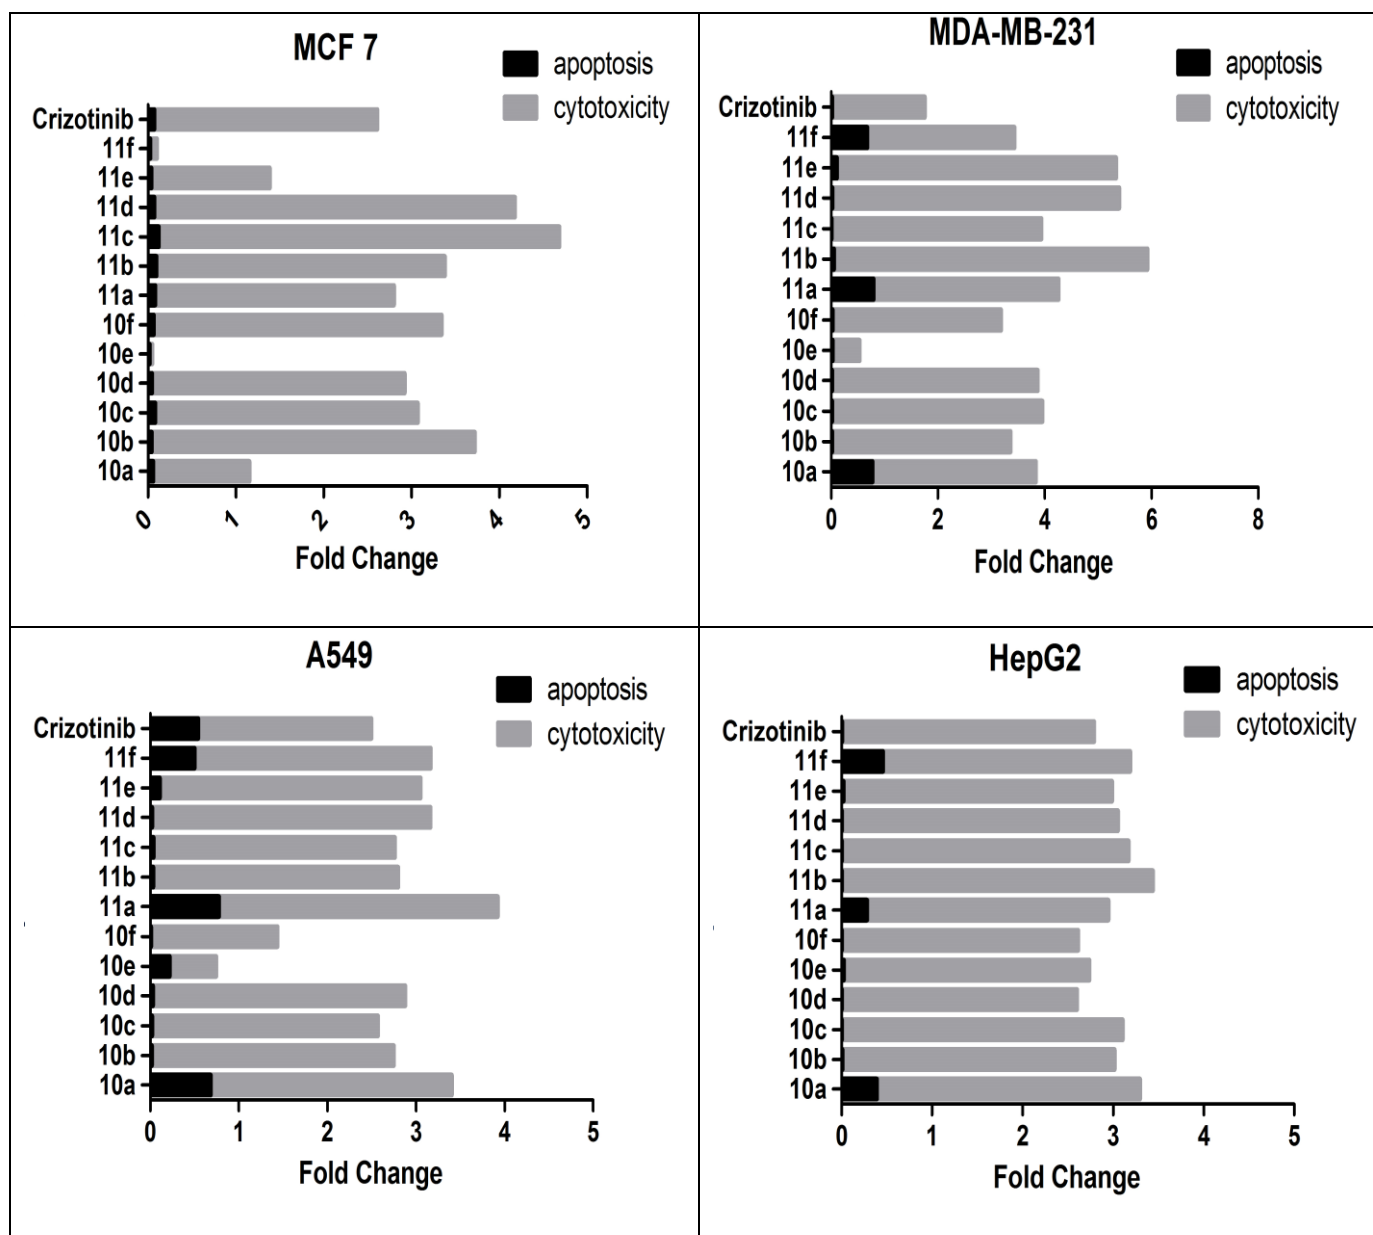 MCF 7
apoptosis
cytotoxicity
Crizotinib
11f
11e
11d
11c
11b
11a
10f
10e
10d
10c
10b
10a
0 1 2 3 4 5
Fold Change
MDA-MB-231
apoptosis
cytotoxicity
Crizotinib
11f
11e
11d
11c
11b
11a
10f
10e
10d
10c
10b
10a
0 2 4 6 8
Fold Change
A549
apoptosis
cytotoxicity
Crizotinib
11f
11e
11d
11c
11b
11a
10f
10e
10d
10c
10b
10a
0 1 2 3 4 5
Fold Change
HepG2
apoptosis
cytotoxicity
Crizotinib
11f
11e
11d
11c
11b
11a
10f
10e
10d
10c
10b
10a
0 1 2 3 4 5
Fold Change